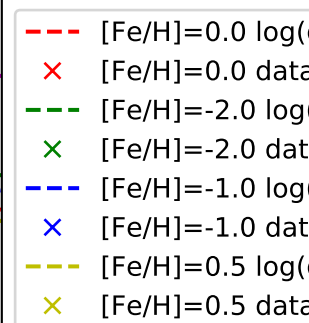 [Fe/H]=0.0 log(
[Fe/H]=0.0 data
[Fe/H]=-2.0 log
[Fe/H]=-2.0 dat
[Fe/H]=-1.0 log
[Fe/H]=-1.0 dat
[Fe/H]=0.5 log(
[Fe/H]=0.5 data